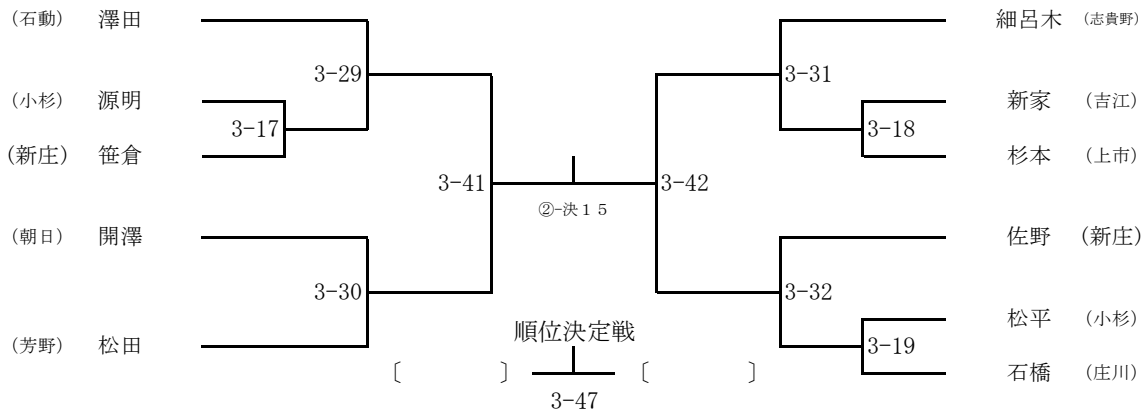 (石動) 澤田
細呂木 (志貴野)
3-29
3-31
(小杉) 源明
新家 (吉江)
3-17
3-18
(新庄) 笹倉
杉本 (上市)
3-41
3-42
②-決１５
(朝日) 開澤
佐野 (新庄)
3-30
3-32
松平 (小杉)
順位決定戦
(芳野) 松田
3-19
〔 〕 〔 〕
石橋 (庄川)
3-47